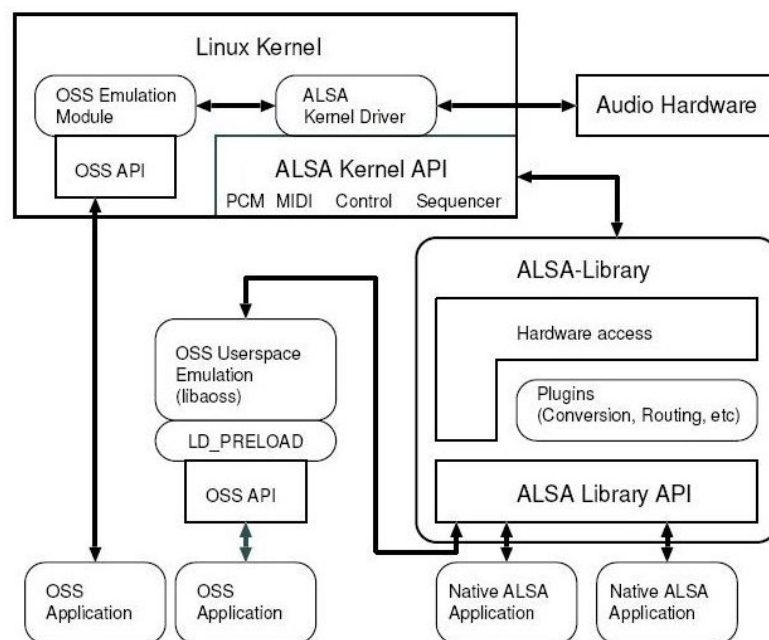 Linux Kernel
OSS Emulation
Module
ALSA
Kernel Driver
Audio Hardware
OSS API
ALSA Kernel API
PCM MIDI Control Sequencer
ALSA-Library
Hardware access
OSS Userspace
Emulation
(libaoss)
Plugins
(Conversion, Routing, etc)
LD_PRELOAD
OSS API
ALSA Library API
OSS
Application
OSS
Application
Native ALSA
Application
Native ALSA
Application